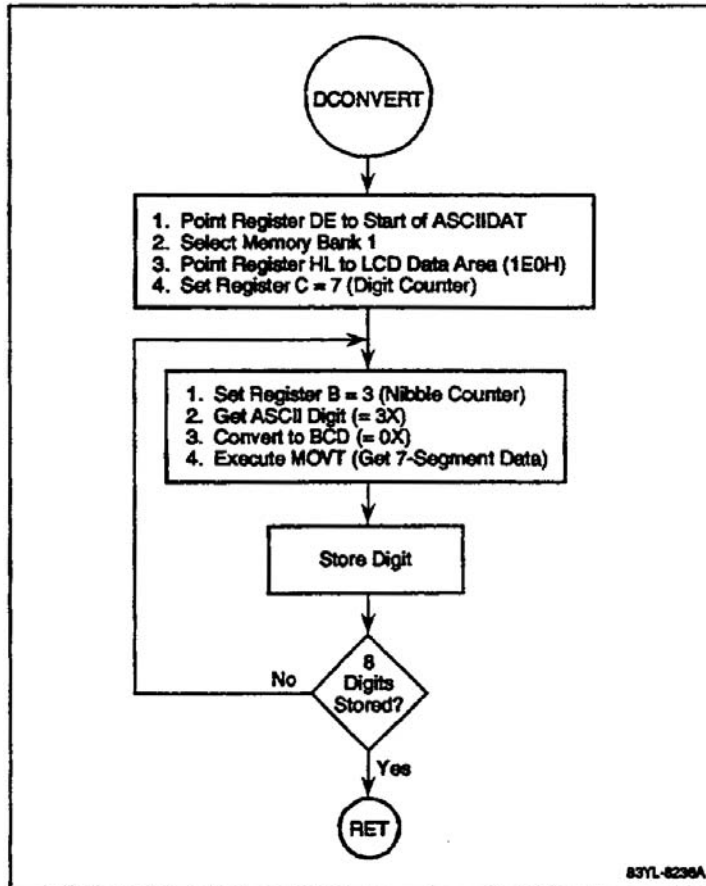 DCONVERT
1. Point Register DE to Start of ASCIIDAT
2. Select Memory Bank 1
3. Point Register HL to LCD Data Area (1E0H)
4. Set Register C = 7 (Digit Counter)
1. Set Register B = 3 (Nibble Counter)
2. Get ASCII Digit (= 3X)
3. Convert to BCD (= 0X)
4. Execute MOVT (Get 7-Segment Data)
Store Digit
8
Digits
Stored?
No
Yes
RET
83YL-8236A